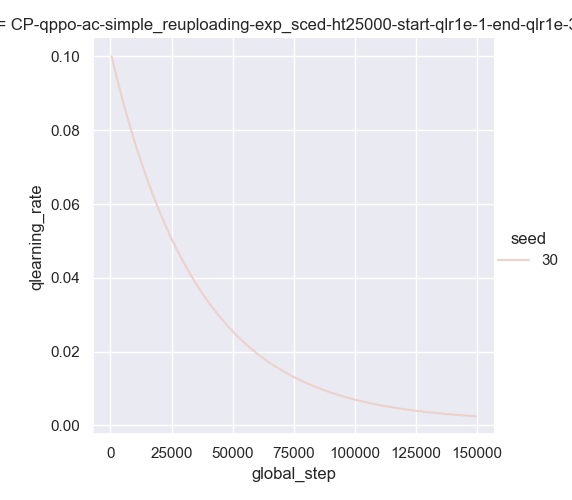 = CP-qppo-ac-simple_reuploading-exp_sced-ht25000-start-qlr1e-1-end-qlr1e-3
0.10
0.08
0.06
0.04
0.02
0.00
qlearning_rate
0 25000 50000 75000 100000 125000 150000
global_step
seed
30